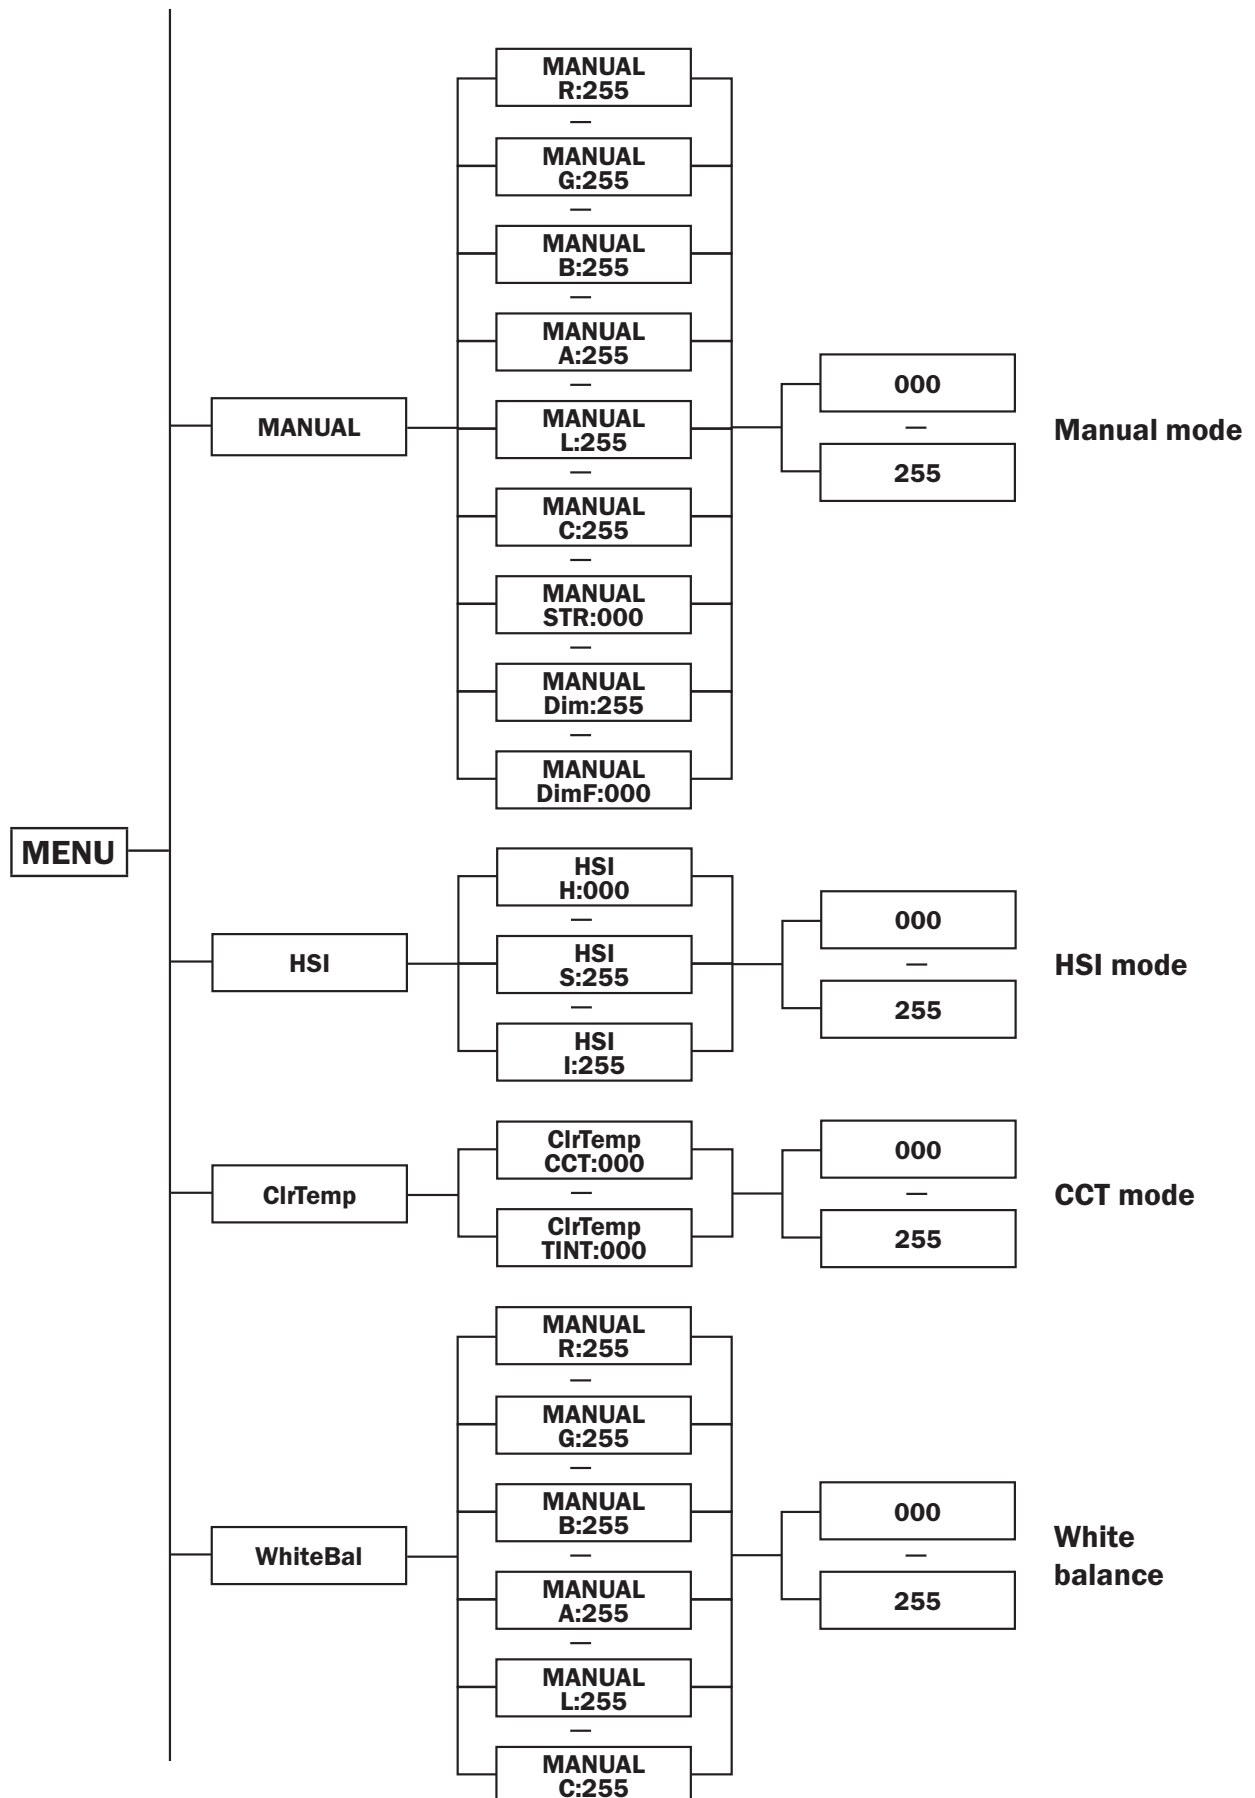 MENU
MANUAL
MANUAL
R:255
—
MANUAL
G:255
—
MANUAL
B:255
—
MANUAL
A:255
—
MANUAL
L:255
—
MANUAL
C:255
—
MANUAL
STR:000
—
MANUAL
Dim:255
—
MANUAL
DimF:000
000
—
255
Manual mode
HSI
HSI
H:000
—
HSI
S:255
—
HSI
I:255
000
—
255
HSI mode
ClrTemp
ClrTemp
CCT:000
—
ClrTemp
TINT:000
000
—
255
CCT mode
WhiteBal
MANUAL
R:255
—
MANUAL
G:255
—
MANUAL
B:255
—
MANUAL
A:255
—
MANUAL
L:255
—
MANUAL
C:255
000
—
255
White
balance